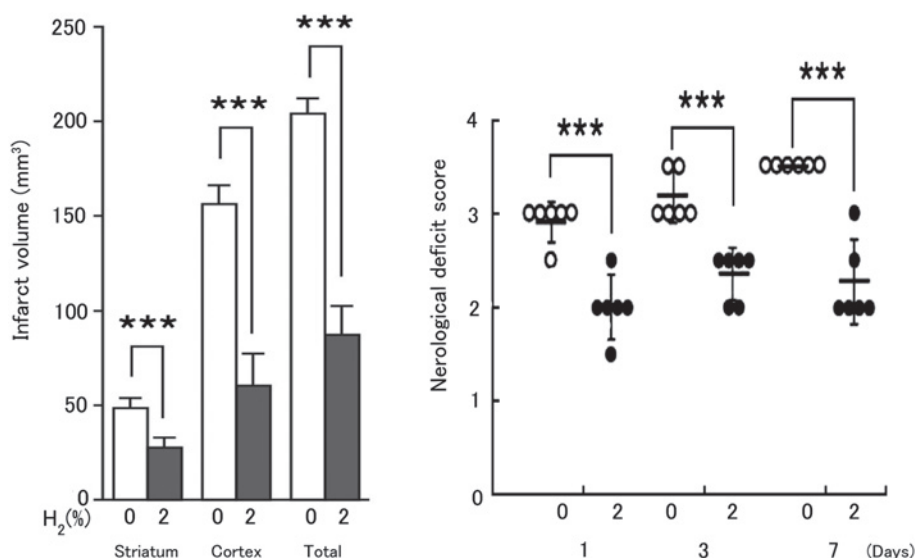 Infarct volume (mm³)
250
200
150
100
50
0
***
***
***
H₂(%) 0 2 0 2 0 2
Striatum Cortex Total
Nerological deficit score
4
3
2
1
0
***
***
***
0 2 0 2 0 2
1 3 7 (Days)